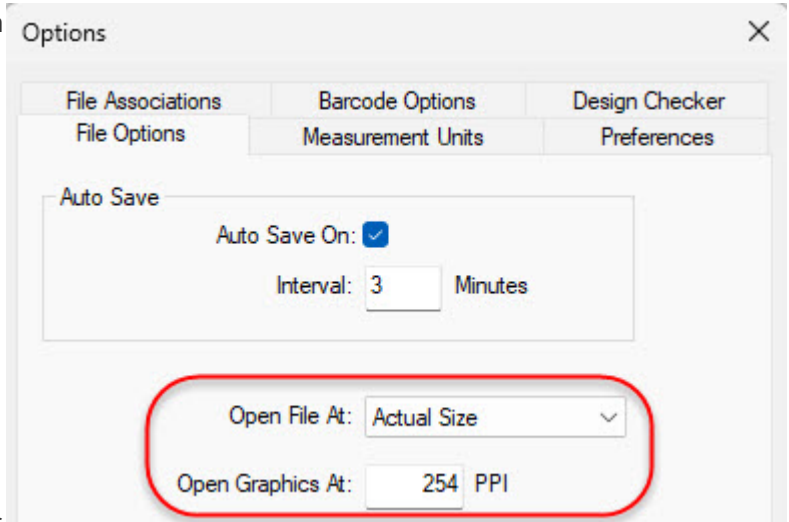 Options
File Associations Barcode Options Design Checker
File Options Measurement Units Preferences
Auto Save
Auto Save On:
Interval: 3 Minutes
Open File At: Actual Size
Open Graphics At: 254 PPI